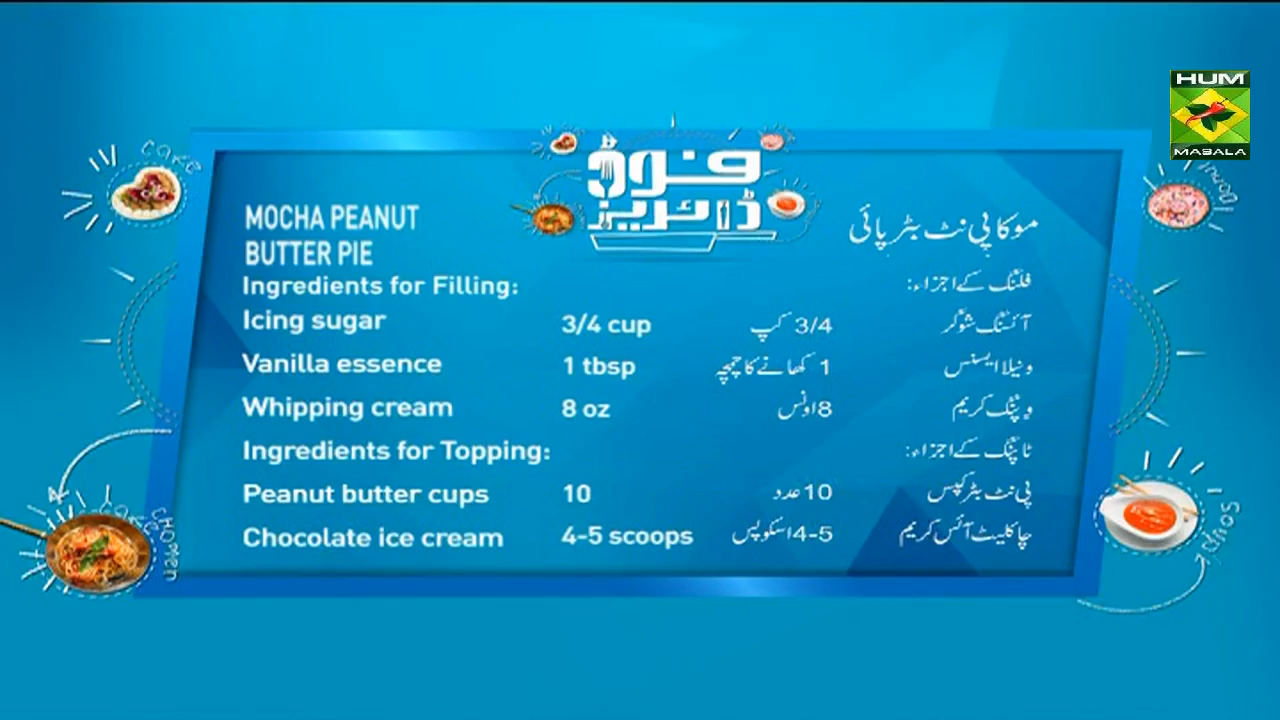 HUM
MASALA
CAKE
فوڈ
ڈائریز
MOCHA PEANUT
BUTTER PIE
موکا پی نٹ بٹر پائی
Ingredients for Filling:
فلنگ کے اجزاء:
Icing sugar 3/4 cup 3/4 کپ آئسنگ شوگر
Vanilla essence 1 tbsp 1 کھانے کا چمچہ ونیلا ایسنس
Whipping cream 8 oz 8 اونس وپنگ کریم
Ingredients for Topping:
ٹاپنگ کے اجزاء:
Peanut butter cups 10 10 عدد پی نٹ بٹر کپس
Chocolate ice cream 4-5 scoops 4-5 اسکوپس چاکلیٹ آئس کریم